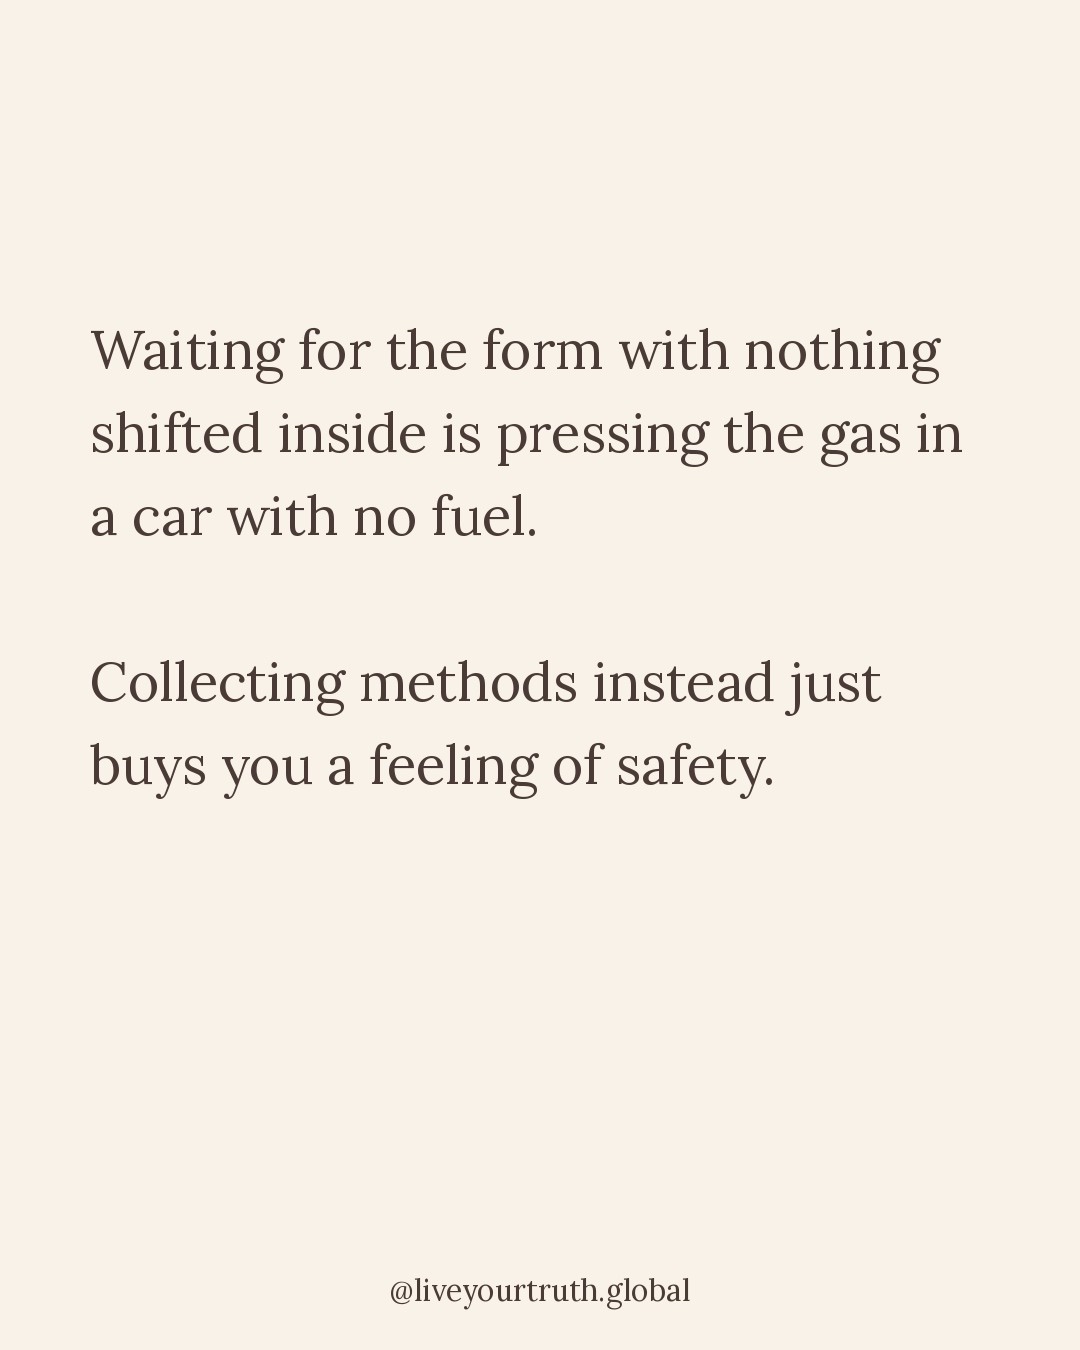 Waiting for the form with nothing
shifted inside is pressing the gas in
a car with no fuel.
Collecting methods instead just
buys you a feeling of safety.
@liveyourtruth.global